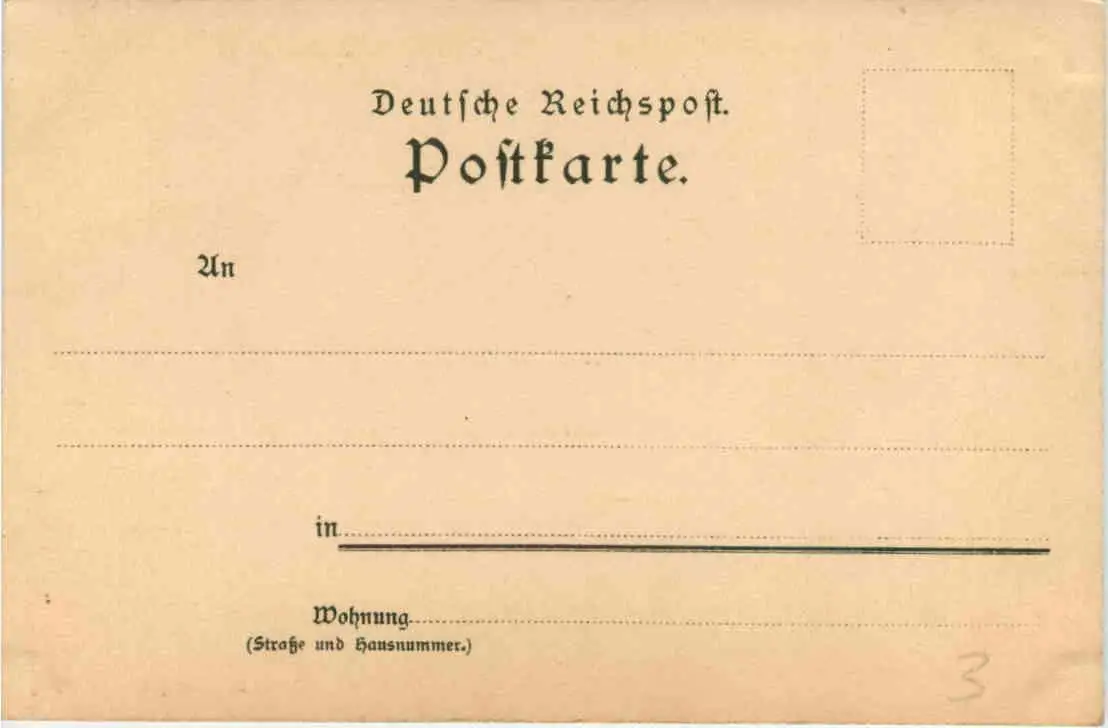 Deutſche Reichspoſt.
Poſtkarte.
An
in
Wohnung
(Straße und Hausnummer.)
3